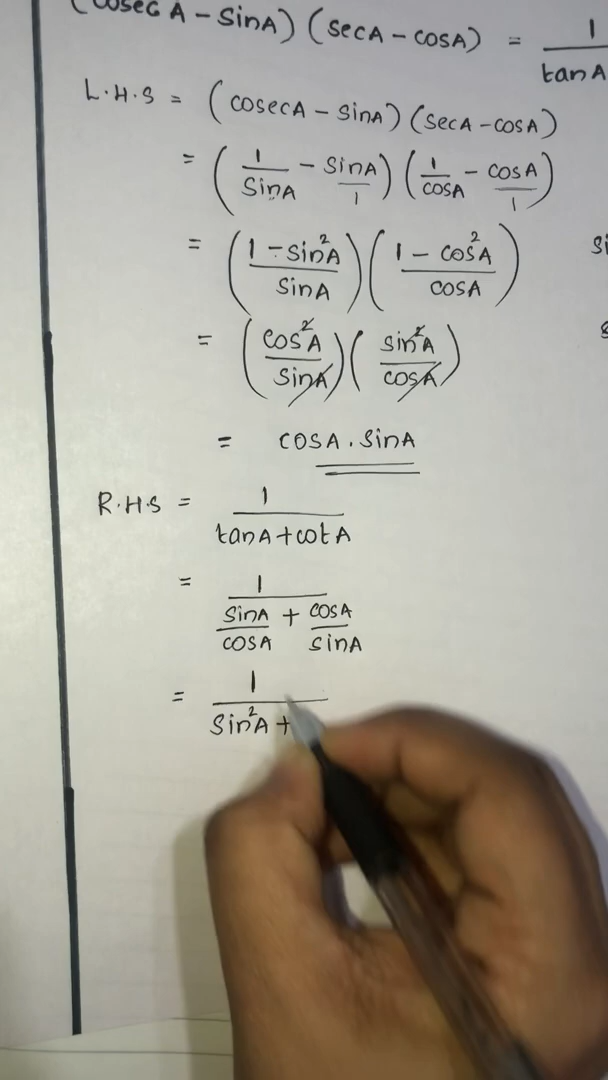 (cosec A - sinA) (secA - cosA) = 1/tanA
L.H.S = (cosecA - sinA) (secA - cosA)
= (1/sinA - sinA/1) (1/cosA - cosA/1)
= (1 - sin²A/sinA) (1 - cos²A/cosA)
= (cos²A/sinA) (sin²A/cosA)
= cosA . sinA
R.H.S = 1/tanA + cotA
= 1/sinA/cosA + cosA/sinA
= 1/sin²A +